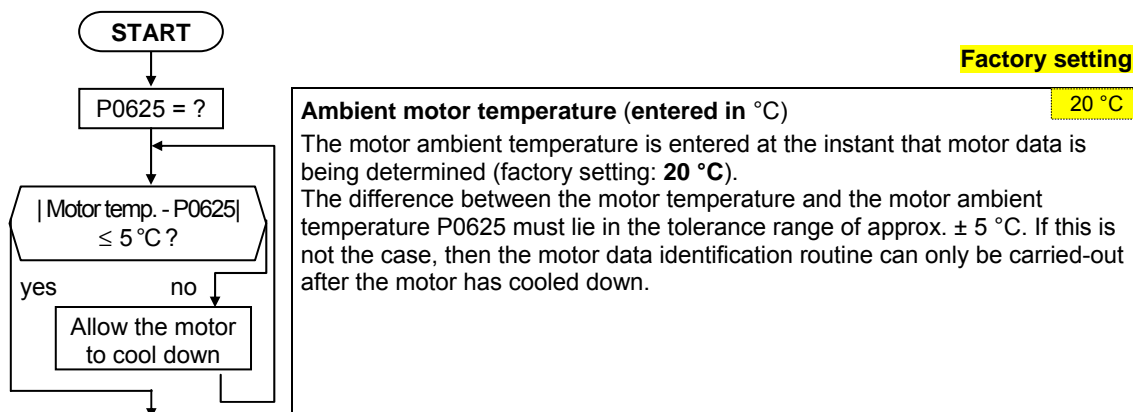 START
Factory setting
P0625 = ?
Ambient motor temperature (entered in °C)
20 °C
The motor ambient temperature is entered at the instant that motor data is
being determined (factory setting: 20 °C).
The difference between the motor temperature and the motor ambient
temperature P0625 must lie in the tolerance range of approx. ± 5 °C. If this is
not the case, then the motor data identification routine can only be carried-out
after the motor has cooled down.
| Motor temp. - P0625|
≤ 5 °C ?
yes
no
Allow the motor
to cool down